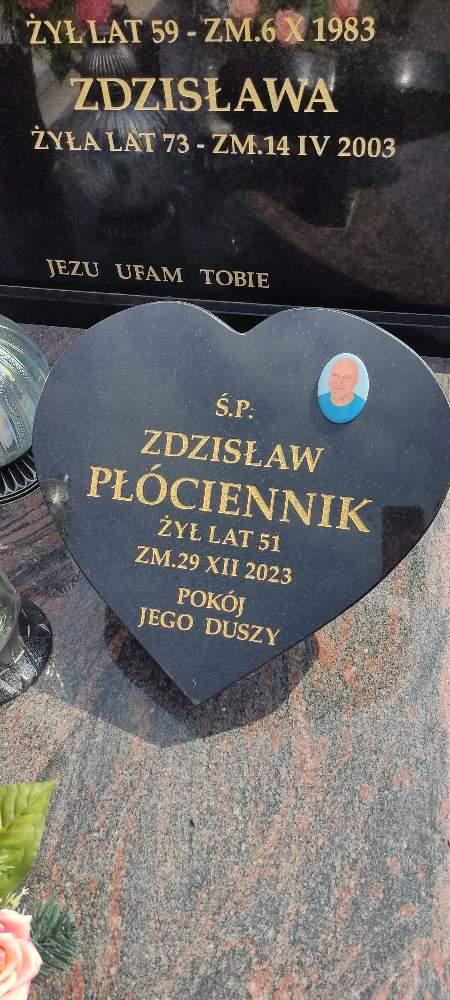 ŻYŁ LAT 59 - ZM.6 X 1983
ZDZISŁAWA
ŻYŁA LAT 73 - ZM.14 IV 2003
JEZU UFAM TOBIE
Ś.P.
ZDZISŁAW
PŁÓCIENNIK
ŻYŁ LAT 51
ZM.29 XII 2023
POKÓJ
JEGO DUSZY